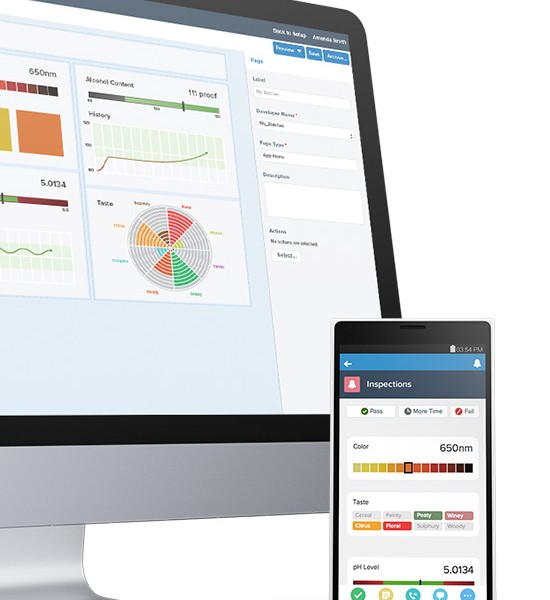 Back to Setup Amanda Smith
Preview Save Activate...
Page
Label
My Batches
Developer Name*
My_Batches
Page Type*
App Home
Description
Actions
No actions are selected.
Select...
650nm
Alcohol Content
111 proof
History
5.0134
Taste
03:54 PM
Inspections
Pass More Time Fail
Color 650nm
Taste
Cereal Feinty Peaty Winey
Citrus Floral Sulphury Woody
pH Level 5.0134